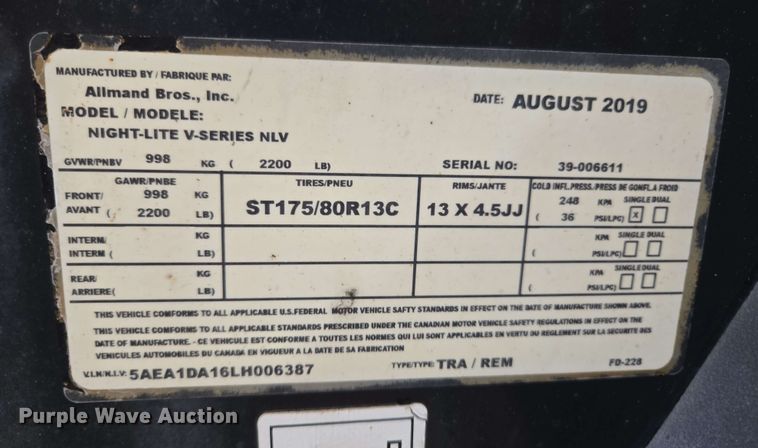 MANUFACTURED BY / FABRIQUE PAR:
Allmand Bros., Inc.
DATE: AUGUST 2019
MODEL / MODELE:
NIGHT-LITE V-SERIES NLV
GVWR/PNBV 998 KG ( 2200 LB) SERIAL NO: 39-006611
GAWR/PNBE TIRES/PNEU RIMS/JANTE COLD INFL.PRESS./PRESS DE GONFL.A FROID
FRONT/ 998 KG 248 KPA SINGLE DUAL
AVANT ( 2200 LB) ST175/80R13C 13 X 4.5JJ ( 36 PSI/LPC) X
INTERM/ KG KPA SINGLE DUAL
INTERM ( LB) ( PSI/LPC)
REAR/ KG KPA SINGLE DUAL
ARRIERE( LB) ( PSI/LPC)
THIS VEHICLE COMFORMS TO ALL APPLICABLE U.S.FEDERAL MOTOR VEHICLE SAFTY STANDARDS IN EFFECT ON THE DATE OF MANUFACTURE SHOWN ABOVE.
THIS VEHICLE COMFORMS TO ALL APPLICABLE STANDARDS PRESCRIBED UNDER THE CANADIAN MOTOR VEHICLE SAFETY REGULATIONS IN EFFECT ON THE
DATE OF MANUFACTURE. - CE VEHICULE EST CONFORME A TOUTES LES NORMES QUI LUI SONT APPLICABLES EN VERTU DU REGLEMENT SUR LA SECURITE DES
VEHICULES AUTOMOBILES DU CANADA EN VIGUEUR A LA DATE DE SA FABRICATION
V.I.N/N.I.V: 5AEA1DA16LH006387 TYPE/TYPE: TRA / REM FD-228
Purple Wave Auction